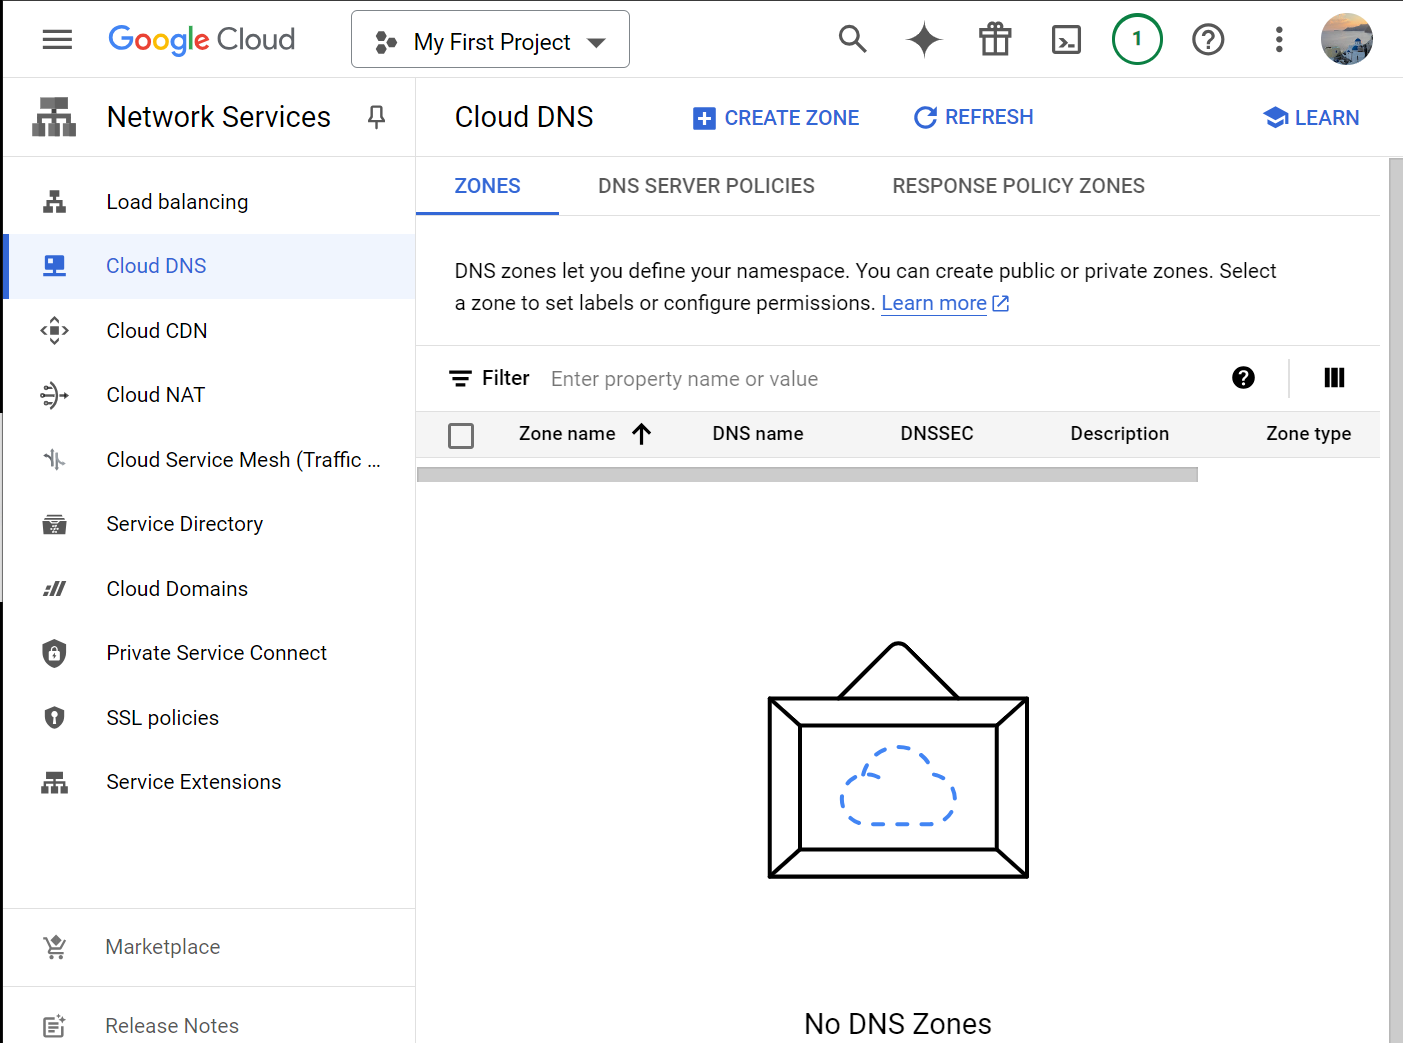 Google Cloud
My First Project
1
Network Services
Cloud DNS
CREATE ZONE
REFRESH
LEARN
Load balancing
Cloud DNS
Cloud CDN
Cloud NAT
Cloud Service Mesh (Traffic ...
Service Directory
Cloud Domains
Private Service Connect
SSL policies
Service Extensions
Marketplace
Release Notes
ZONES
DNS SERVER POLICIES
RESPONSE POLICY ZONES
DNS zones let you define your namespace. You can create public or private zones. Select
a zone to set labels or configure permissions. Learn more
Filter Enter property name or value
Zone name DNS name DNSSEC Description Zone type
No DNS Zones